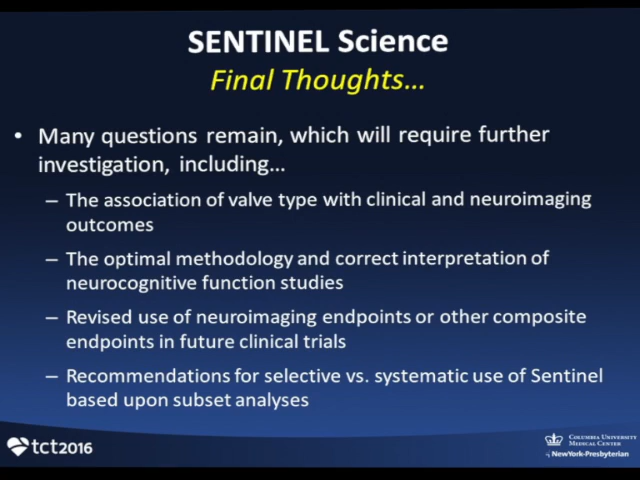 SENTINEL Science
Final Thoughts...
• Many questions remain, which will require further
investigation, including...
– The association of valve type with clinical and neuroimaging
outcomes
– The optimal methodology and correct interpretation of
neurocognitive function studies
– Revised use of neuroimaging endpoints or other composite
endpoints in future clinical trials
– Recommendations for selective vs. systematic use of Sentinel
based upon subset analyses
tct2016
COLUMBIA UNIVERSITY
MEDICAL CENTER
NewYork-Presbyterian